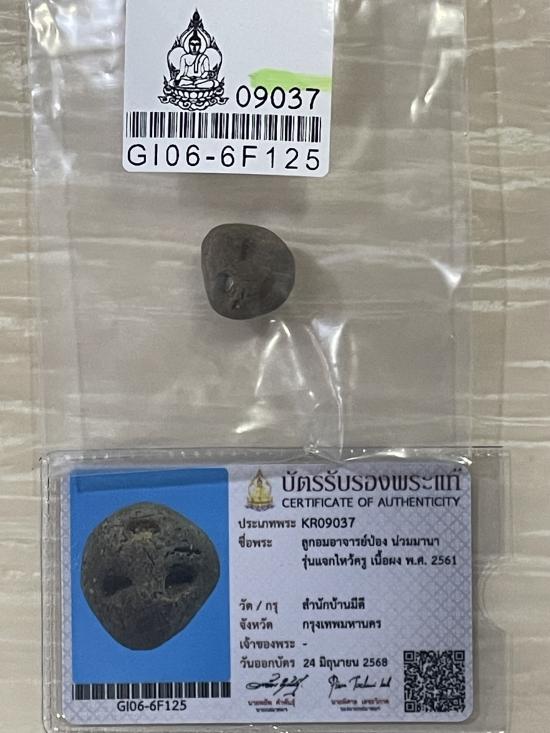 09037
GI06-6F125
บัตรรับรองพระแท้
CERTIFICATE OF AUTHENTICITY
ประเภทพระ KR09037
ชื่อพระ ลูกอมอาจารย์ป่อง น่วมมานา
รุ่นแจกไหว้ครู เนื้อผง พ.ศ. 2561
วัด / กรุ สำนักบ้านมีดี
จังหวัด กรุงเทพมหานคร
เจ้าของพระ -
วันออกบัตร 24 มิถุนายน 2568
GI06-6F125